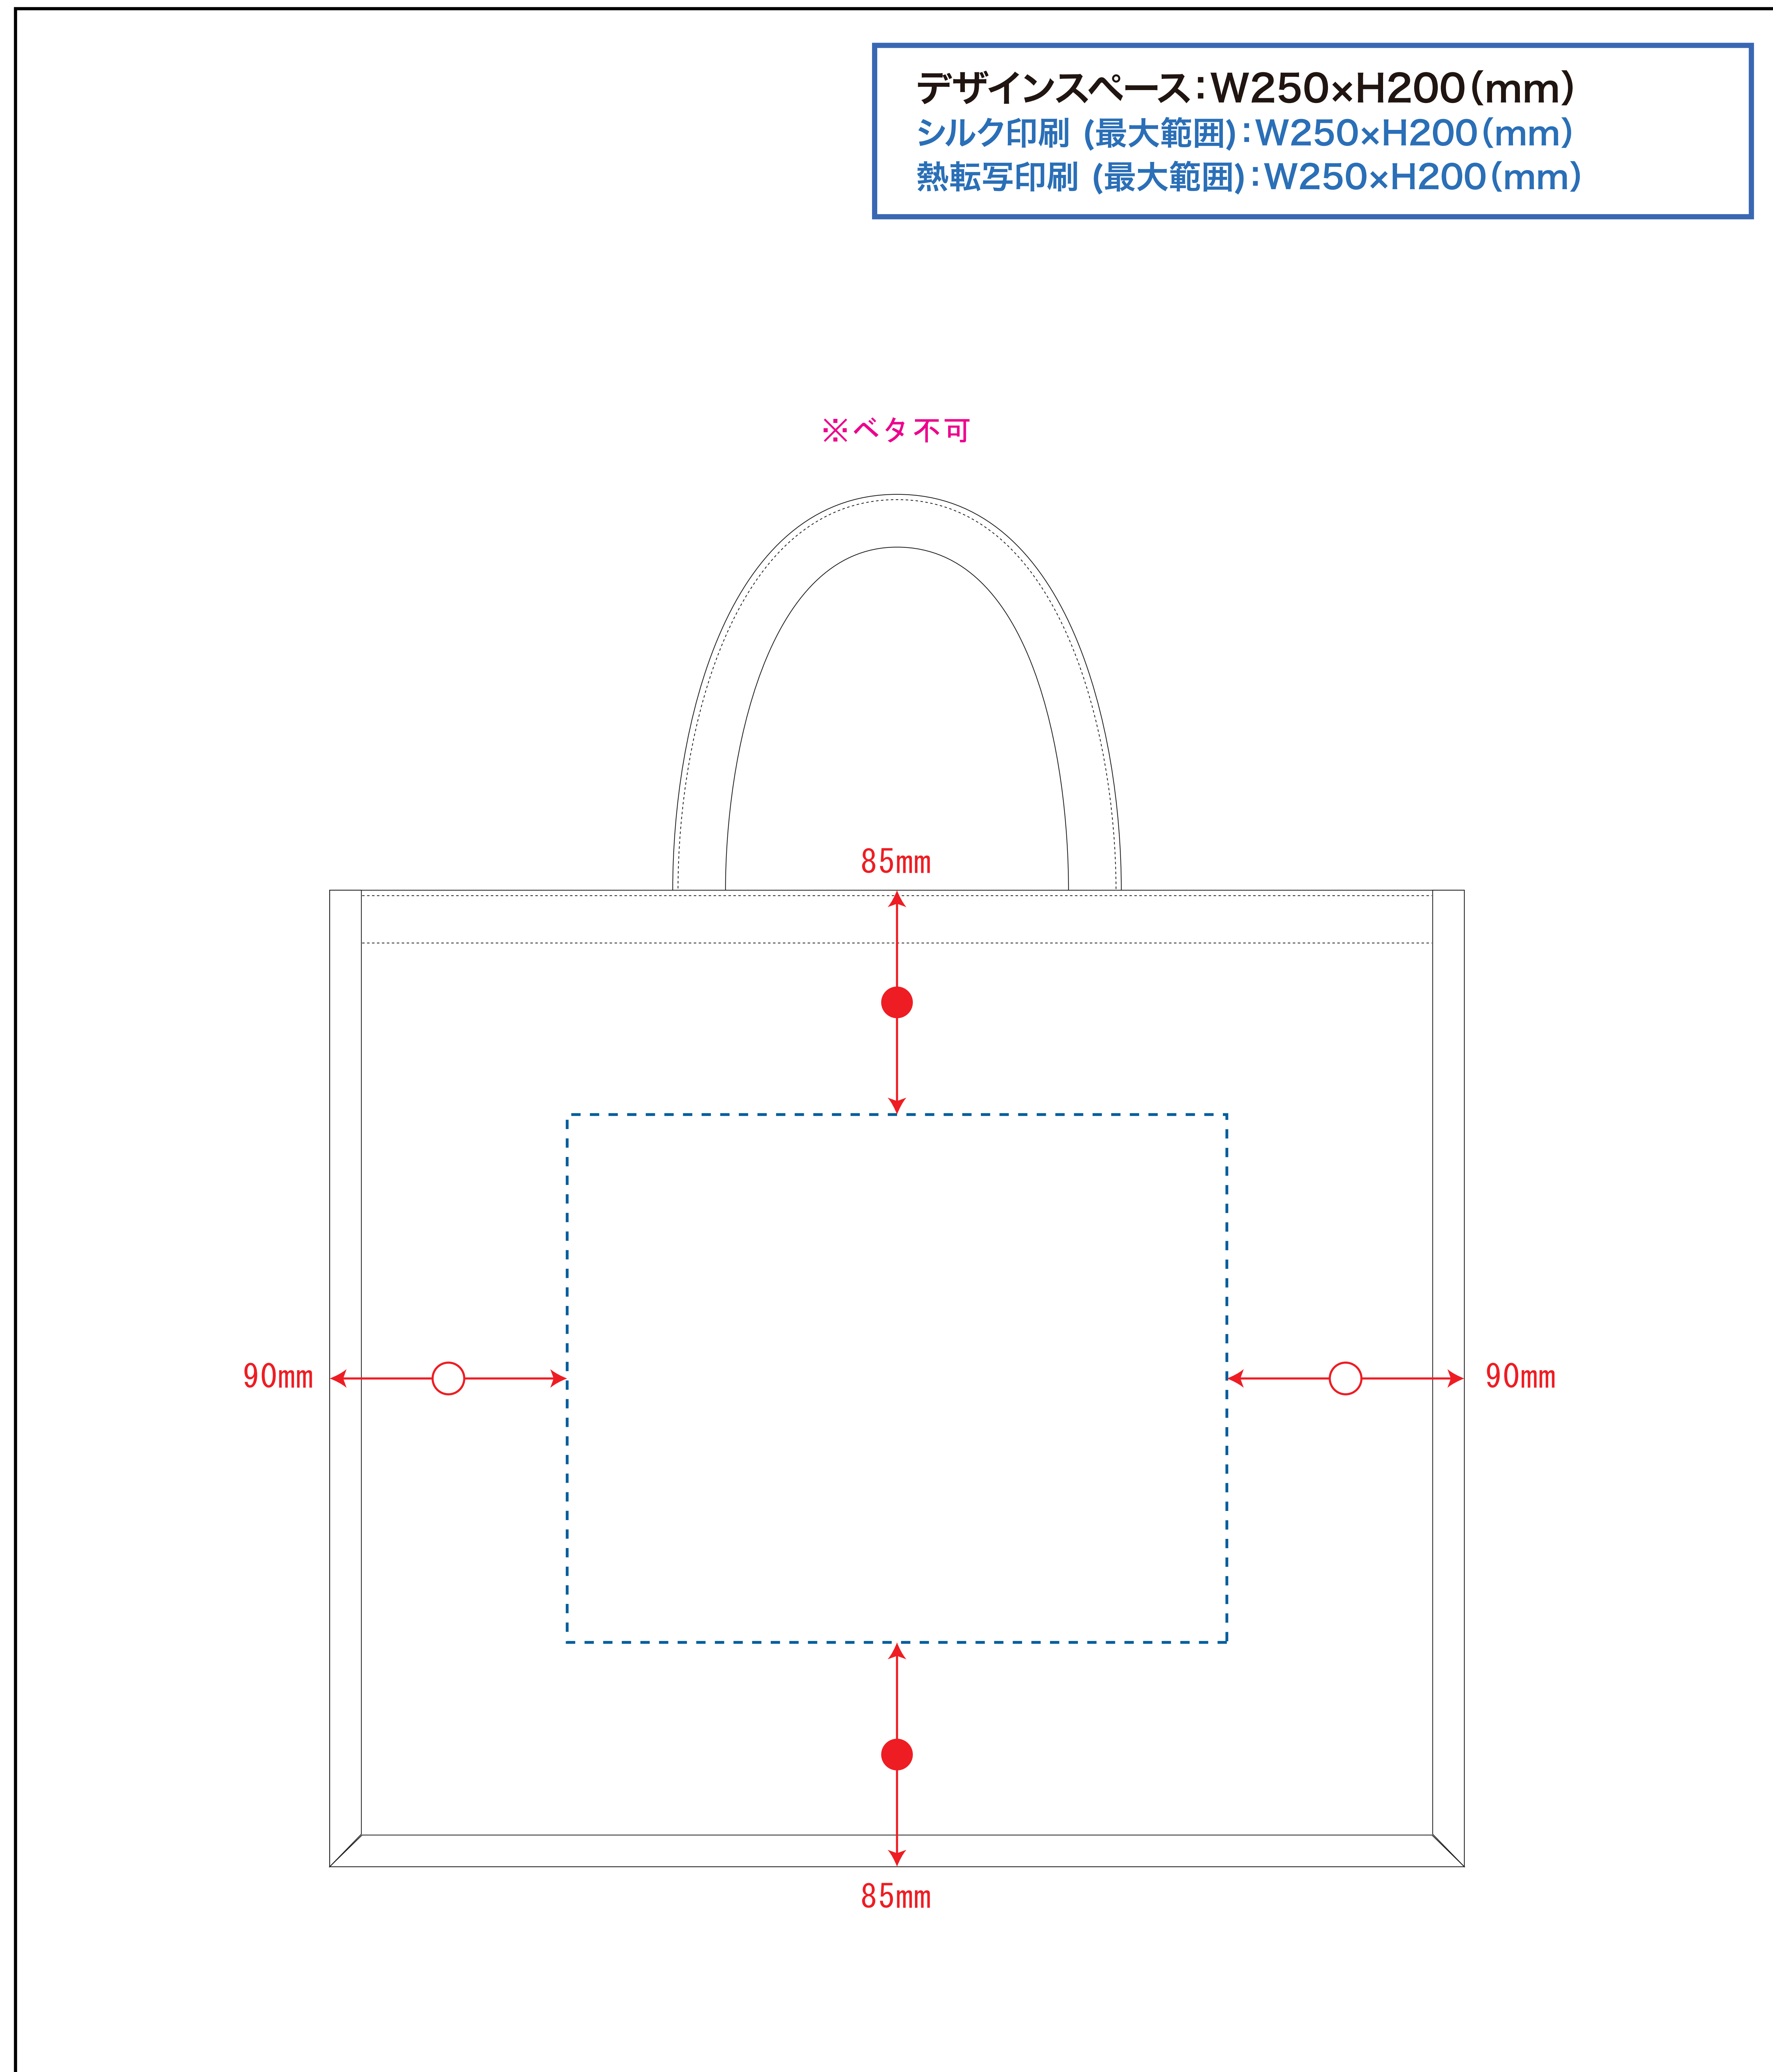 デザインスペース：W250×H200（mm）
シルク印刷 (最大範囲)：W250×H200（mm）
熱転写印刷 (最大範囲)：W250×H200（mm）
※ベタ不可
85mm
90mm
90mm
85mm